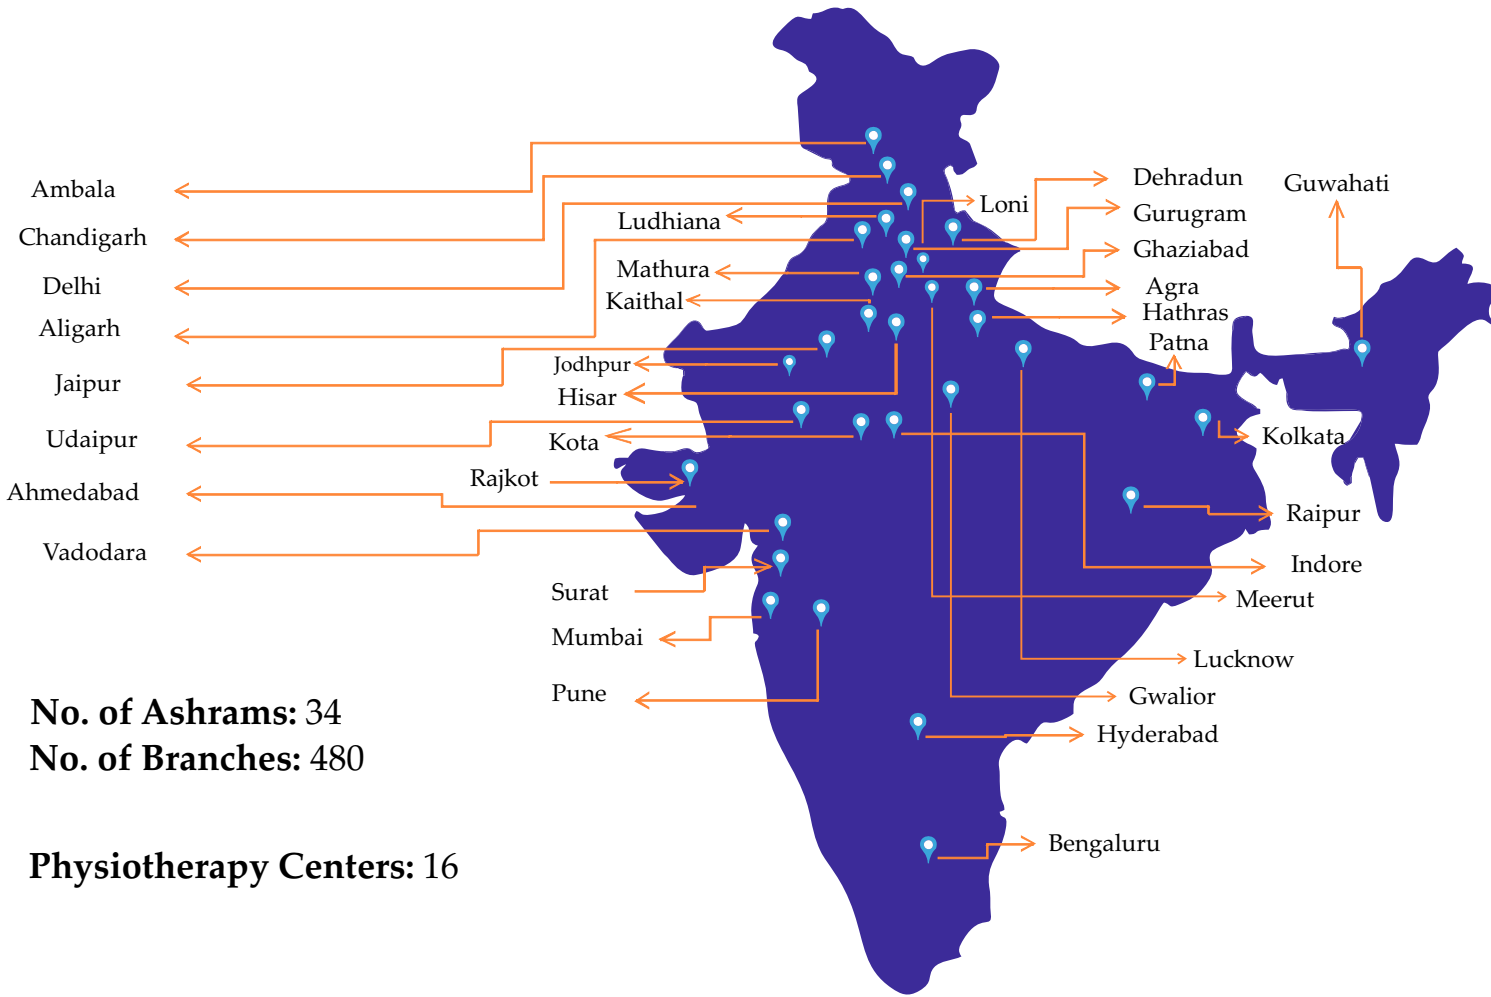 Ambala
Chandigarh
Delhi
Aligarh
Jaipur
Udaipur
Ahmedabad
Vadodara
Ludhiana
Mathura
Kaithal
Jodhpur
Hisar
Kota
Rajkot
Surat
Mumbai
Pune
Loni
Dehradun
Gurugram
Ghaziabad
Agra
Hathras
Patna
Guwahati
Kolkata
Raipur
Indore
Meerut
Lucknow
Gwalior
Hyderabad
Bengaluru
No. of Ashrams: 34
No. of Branches: 480
Physiotherapy Centers: 16